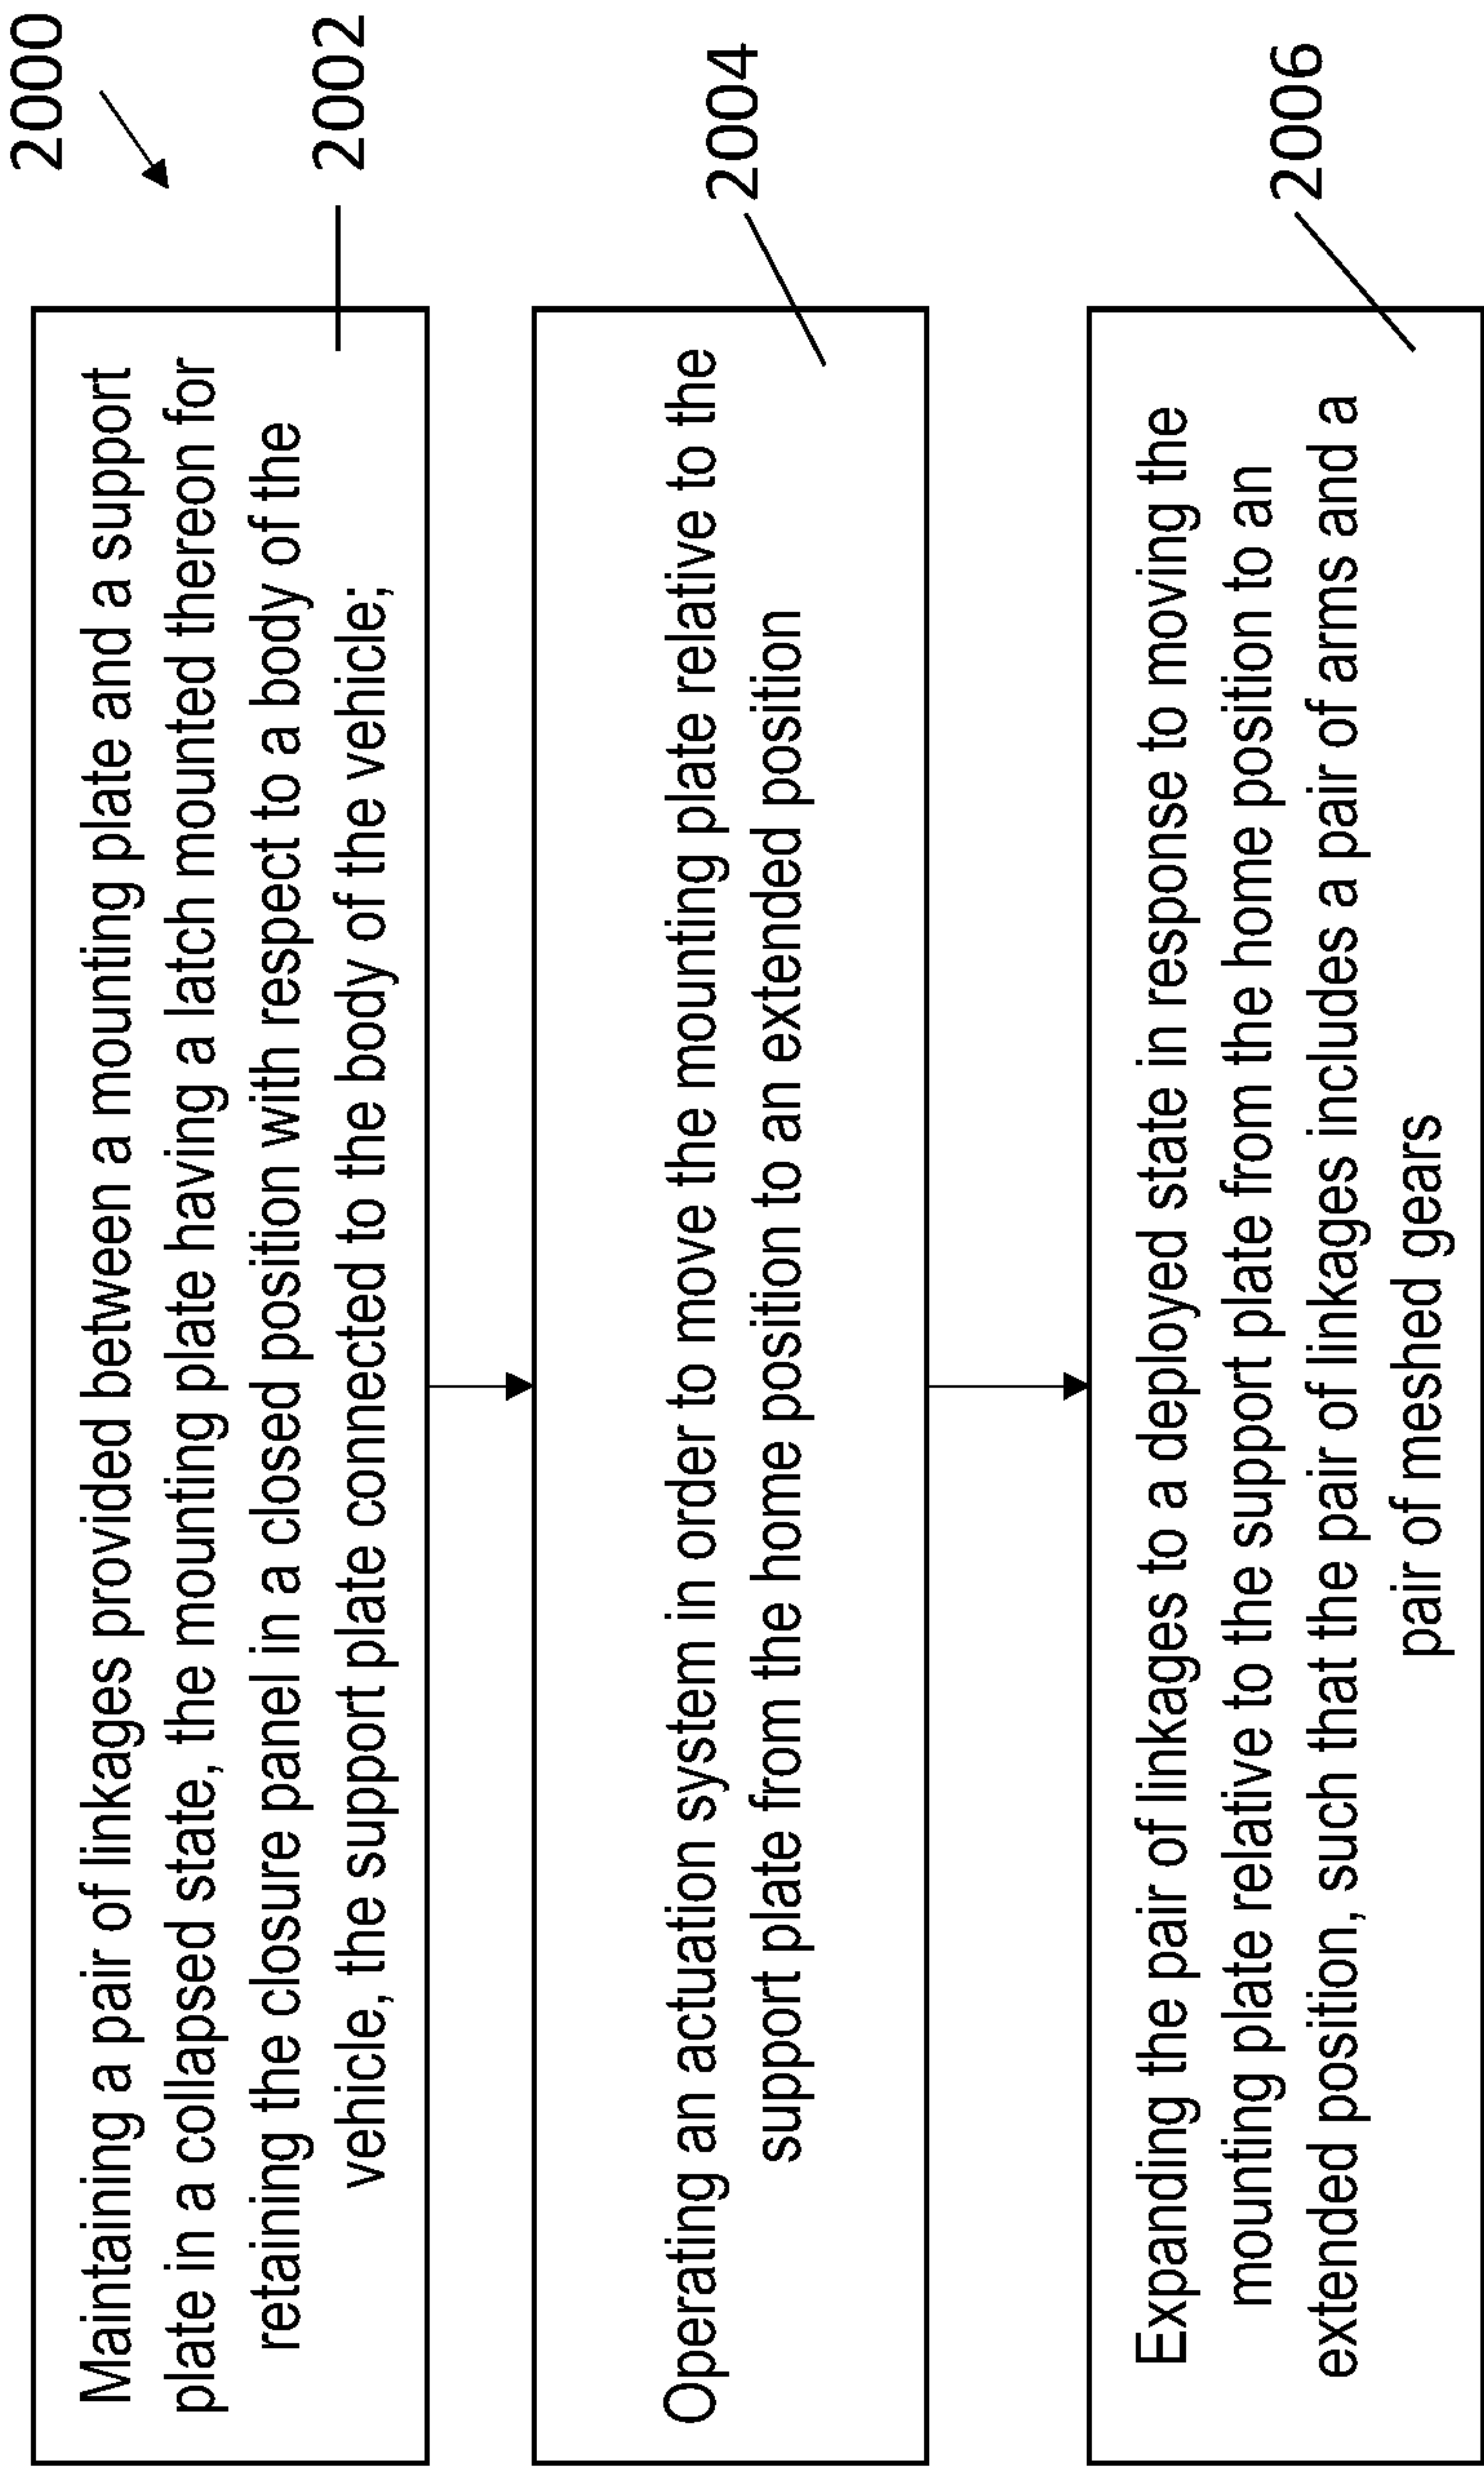 2000
Maintaining a pair of linkages provided between a mounting plate and a support
plate in a collapsed state, the mounting plate having a latch mounted thereon for
retaining the closure panel in a closed position with respect to a body of the
vehicle, the support plate connected to the body of the vehicle;
2002
Operating an actuation system in order to move the mounting plate relative to the
support plate from the home position to an extended position
2004
Expanding the pair of linkages to a deployed state in response to moving the
mounting plate relative to the support plate from the home position to an
extended position, such that the pair of linkages includes a pair of arms and a
pair of meshed gears
2006